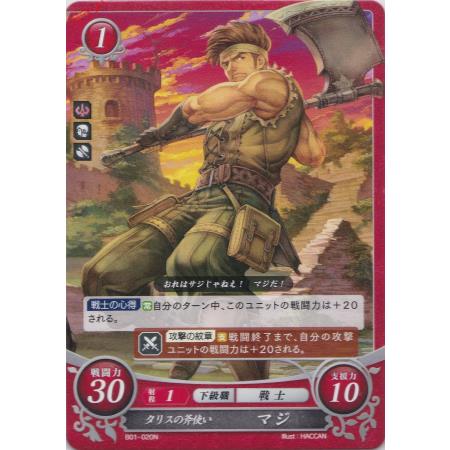 1
おれはサジじゃねえ! マジだ!
戦士の心得 常 自分のターン中、このユニットの戦闘力は+20
される。
攻撃の紋章 支 戦闘終了まで、自分の攻撃
ユニットの戦闘力は+20される。
戦闘力
30
射程 1 下級職 戦士
支援力
10
タリスの斧使い マジ
B01-020N
Illust：HACCAN